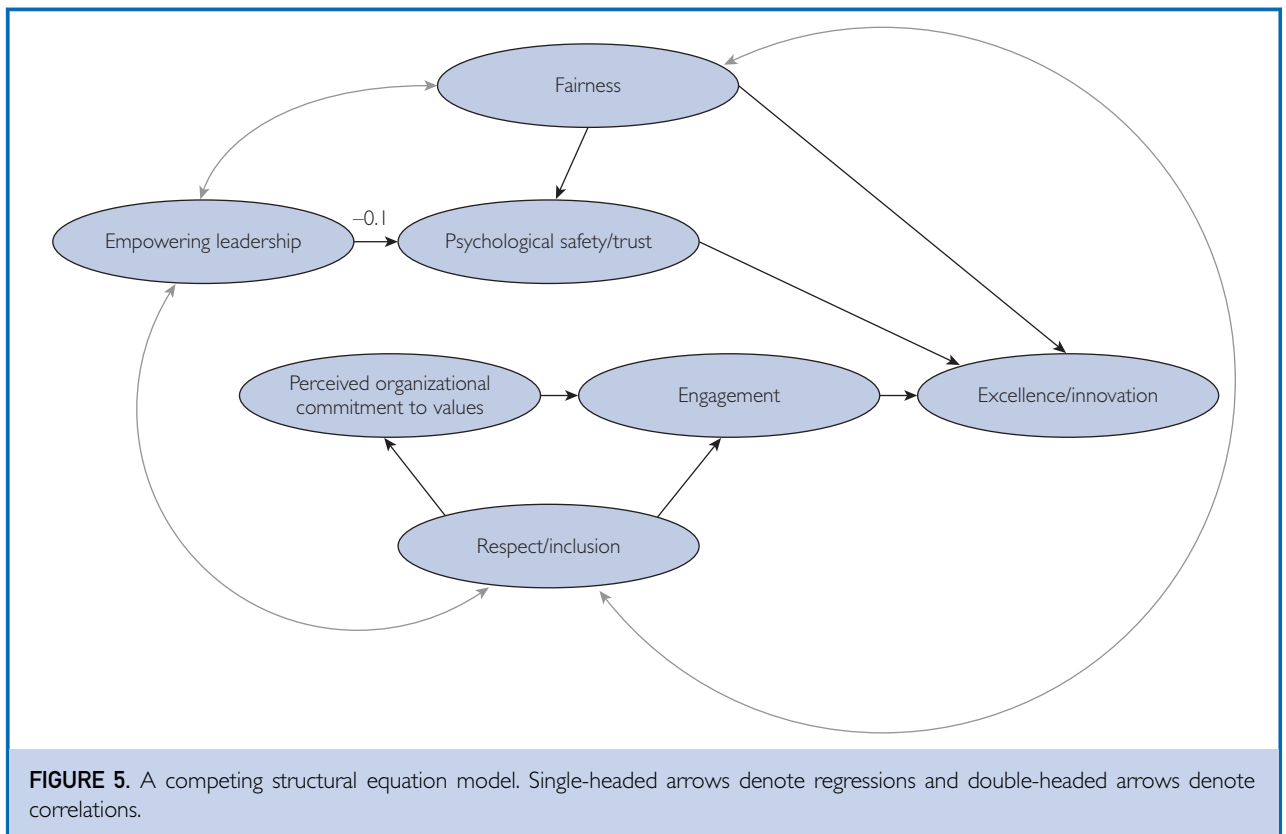 Fairness
−0.1
Empowering leadership
Psychological safety/trust
Perceived organizational
commitment to values
Engagement
Excellence/innovation
Respect/inclusion
FIGURE 5. A competing structural equation model. Single-headed arrows denote regressions and double-headed arrows denote
correlations.